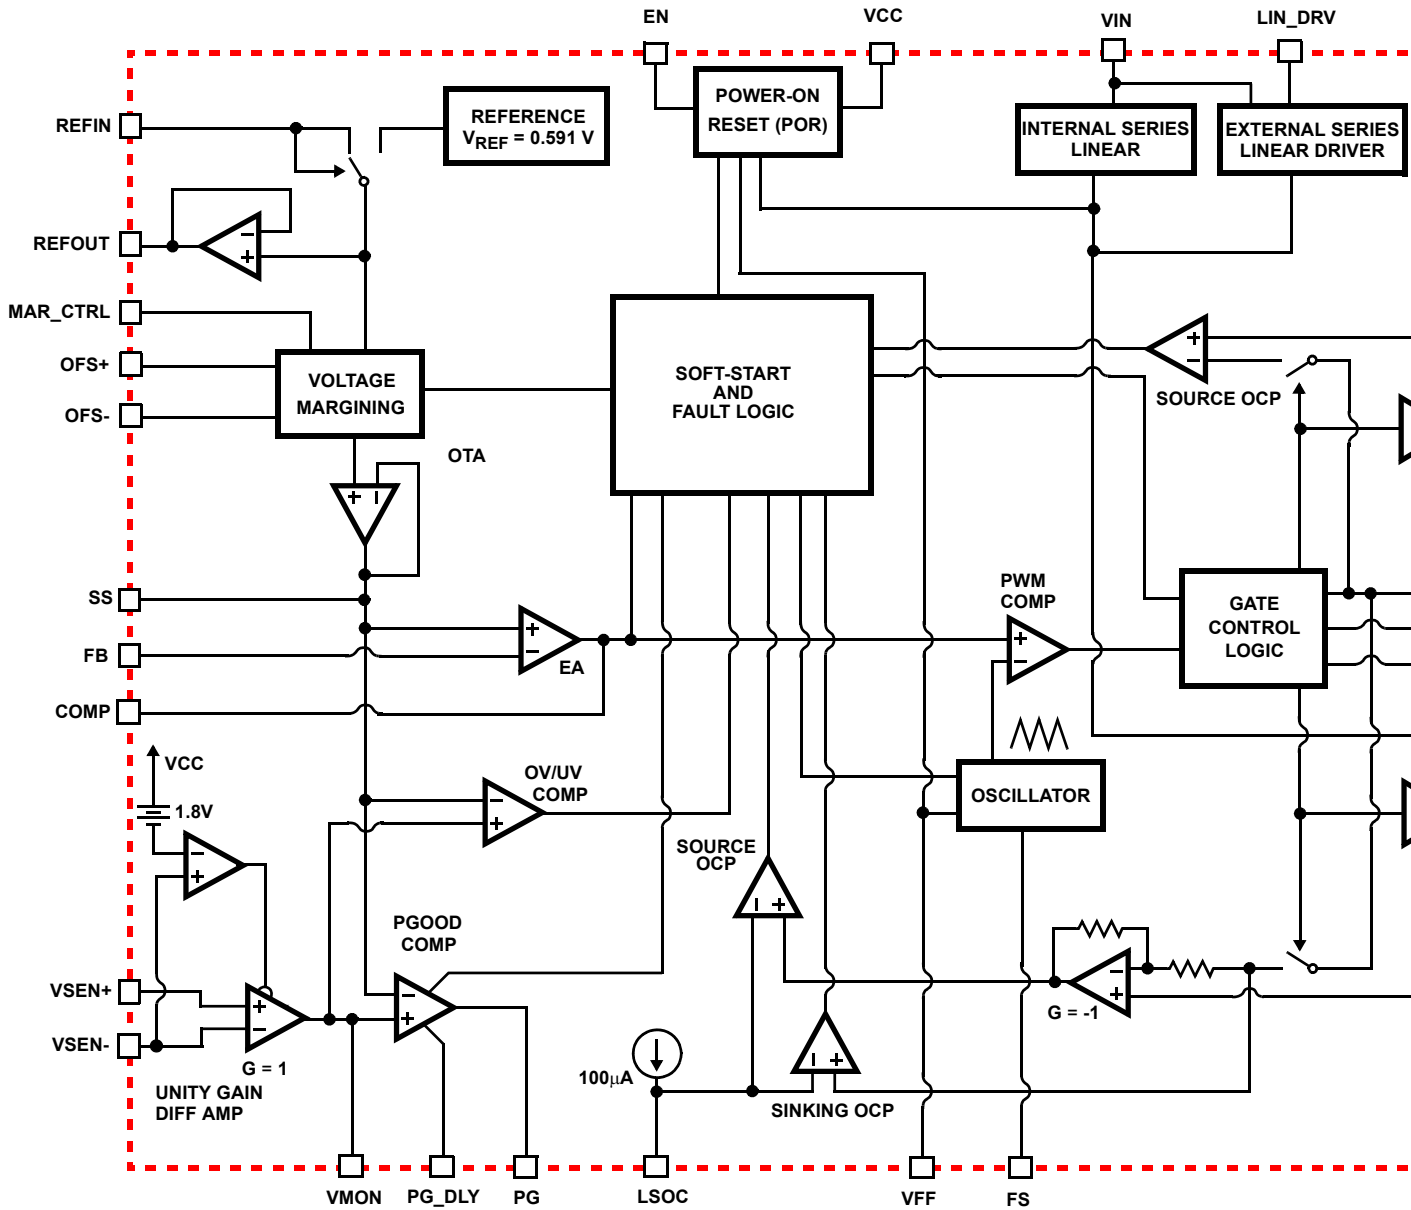 EN
VCC
VIN
LIN_DRV
REFIN
REFERENCE
VREF = 0.591 V
POWER-ON
RESET (POR)
INTERNAL SERIES
LINEAR
EXTERNAL SERIES
LINEAR DRIVER
REFOUT
−
+
MAR_CTRL
OFS+
OFS-
VOLTAGE
MARGINING
SOFT-START
AND
FAULT LOGIC
+
−
SOURCE OCP
OTA
+ −
SS
FB
COMP
+
−
EA
PWM
COMP
+
−
GATE
CONTROL
LOGIC
VCC
1.8V
OV/UV
COMP
−
+
OSCILLATOR
−
+
SOURCE
OCP
− +
PGOOD
COMP
−
+
VSEN+
VSEN-
+
−
G = 1
UNITY GAIN
DIFF AMP
−
+
G = -1
100μA
− +
SINKING OCP
VMON
PG_DLY
PG
LSOC
VFF
FS